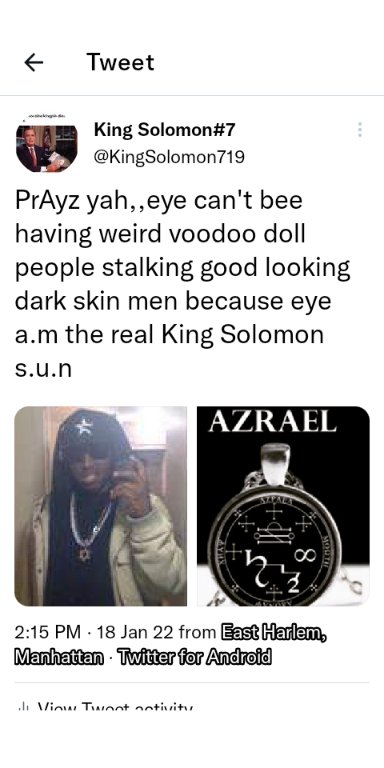 Tweet
King Solomon#7
@KingSolomon719
PrAyz yah,,eye can't bee
having weird voodoo doll
people stalking good looking
dark skin men because eye
a.m the real King Solomon
s.u.n
AZRAEL
2:15 PM · 18 Jan 22 from East Harlem,
Manhattan · Twitter for Android
View Tweet activity